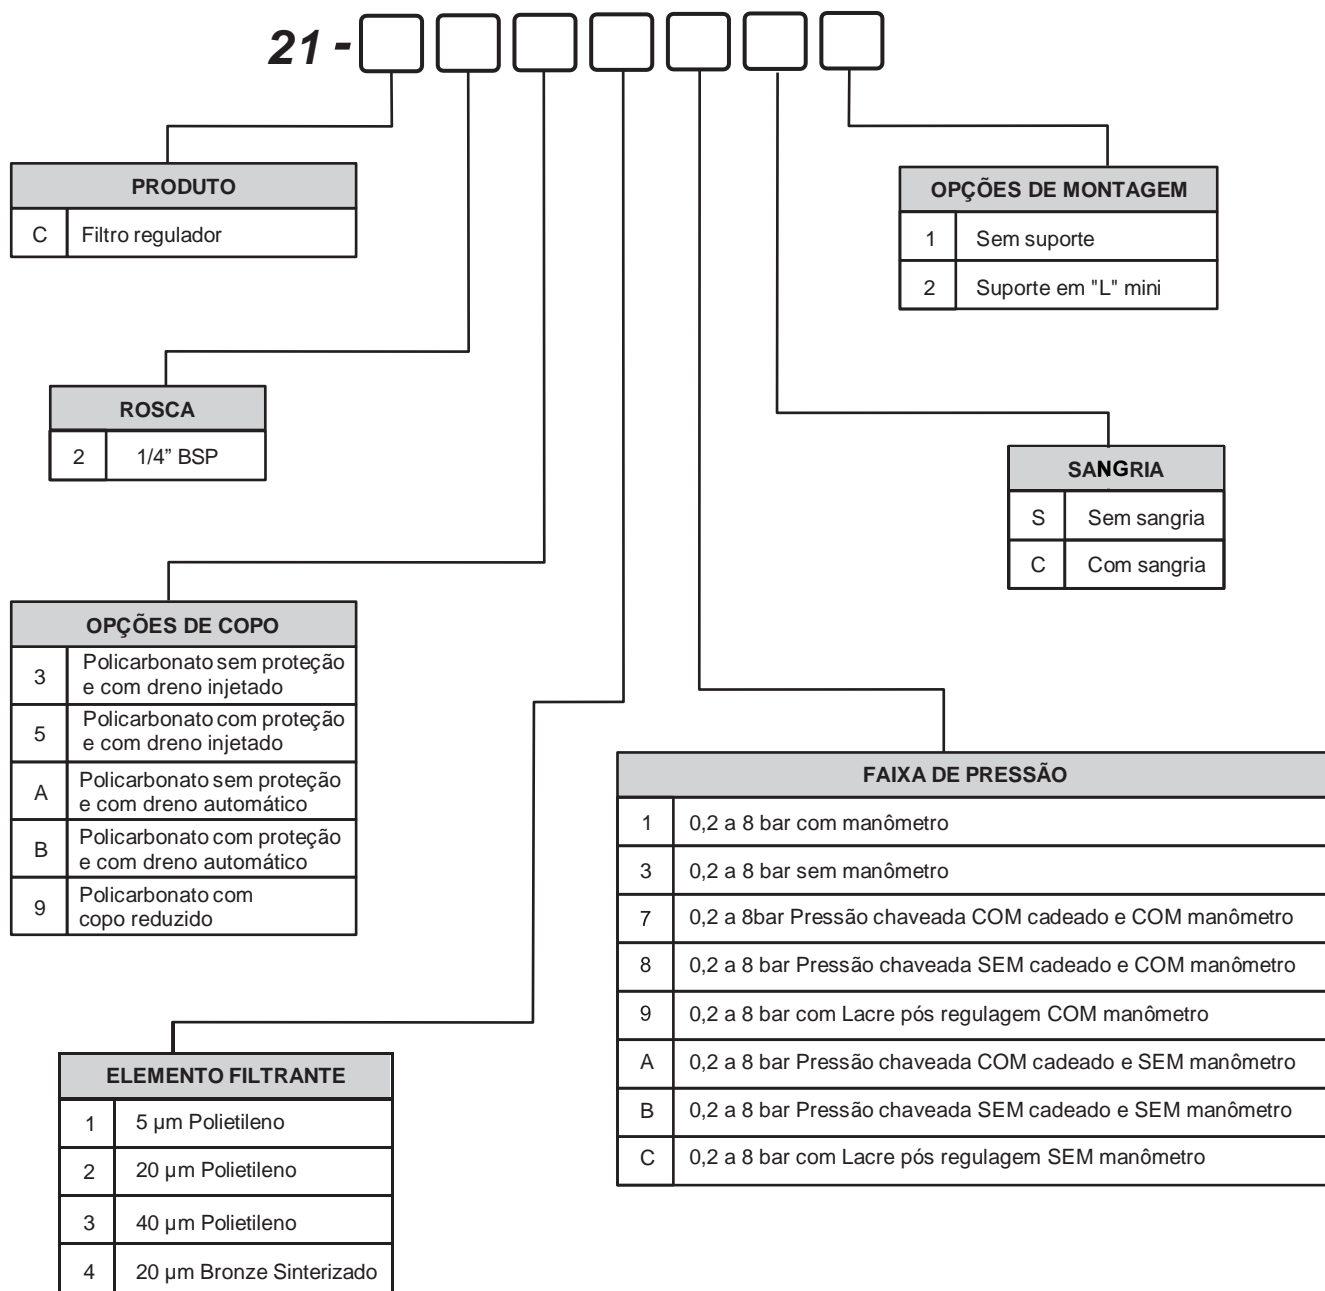 21 -
PRODUTO
C Filtro regulador
OPÇÕES DE MONTAGEM
1 Sem suporte
2 Suporte em "L" mini
ROSCA
2 1/4” BSP
SANGRIA
S Sem sangria
C Com sangria
OPÇÕES DE COPO
3 Policarbonato sem proteção
e com dreno injetado
5 Policarbonato com proteção
e com dreno injetado
A Policarbonato sem proteção
e com dreno automático
B Policarbonato com proteção
e com dreno automático
9 Policarbonato com
copo reduzido
FAIXA DE PRESSÃO
1 0,2 a 8 bar com manômetro
3 0,2 a 8 bar sem manômetro
7 0,2 a 8bar Pressão chaveada COM cadeado e COM manômetro
8 0,2 a 8 bar Pressão chaveada SEM cadeado e COM manômetro
9 0,2 a 8 bar com Lacre pós regulagem COM manômetro
A 0,2 a 8 bar Pressão chaveada COM cadeado e SEM manômetro
B 0,2 a 8 bar Pressão chaveada SEM cadeado e SEM manômetro
C 0,2 a 8 bar com Lacre pós regulagem SEM manômetro
ELEMENTO FILTRANTE
1 5 µm Polietileno
2 20 µm Polietileno
3 40 µm Polietileno
4 20 µm Bronze Sinterizado